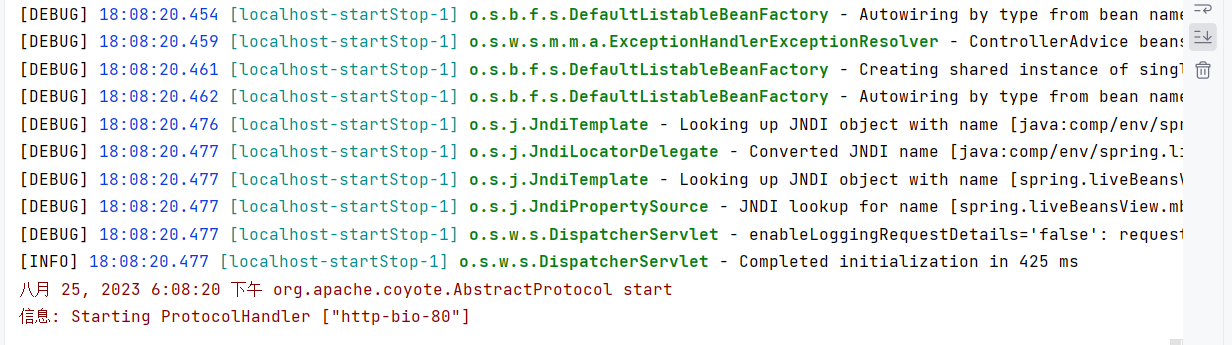 [DEBUG] 18:08:20.454 [localhost-startStop-1] o.s.b.f.s.DefaultListableBeanFactory - Autowiring by type from bean name
[DEBUG] 18:08:20.459 [localhost-startStop-1] o.s.w.s.m.m.a.ExceptionHandlerExceptionResolver - ControllerAdvice beans
[DEBUG] 18:08:20.461 [localhost-startStop-1] o.s.b.f.s.DefaultListableBeanFactory - Creating shared instance of singl
[DEBUG] 18:08:20.462 [localhost-startStop-1] o.s.b.f.s.DefaultListableBeanFactory - Autowiring by type from bean name
[DEBUG] 18:08:20.476 [localhost-startStop-1] o.s.j.JndiTemplate - Looking up JNDI object with name [java:comp/env/spr
[DEBUG] 18:08:20.477 [localhost-startStop-1] o.s.j.JndiLocatorDelegate - Converted JNDI name [java:comp/env/spring.li
[DEBUG] 18:08:20.477 [localhost-startStop-1] o.s.j.JndiTemplate - Looking up JNDI object with name [spring.liveBeansV
[DEBUG] 18:08:20.477 [localhost-startStop-1] o.s.j.JndiPropertySource - JNDI lookup for name [spring.liveBeansView.mb
[DEBUG] 18:08:20.477 [localhost-startStop-1] o.s.w.s.DispatcherServlet - enableLoggingRequestDetails='false': request
[INFO] 18:08:20.477 [localhost-startStop-1] o.s.w.s.DispatcherServlet - Completed initialization in 425 ms
八月 25, 2023 6:08:20 下午 org.apache.coyote.AbstractProtocol start
信息: Starting ProtocolHandler ["http-bio-80"]